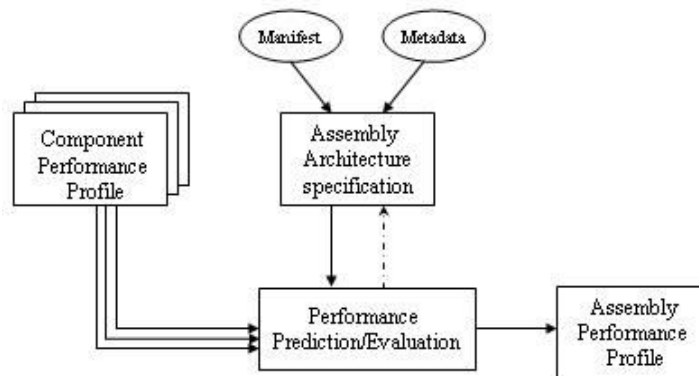 Manifest
Metadata
Component
Performance
Profile
Assembly
Architecture
specification
Performance
Prediction/Evaluation
Assembly
Performance
Profile